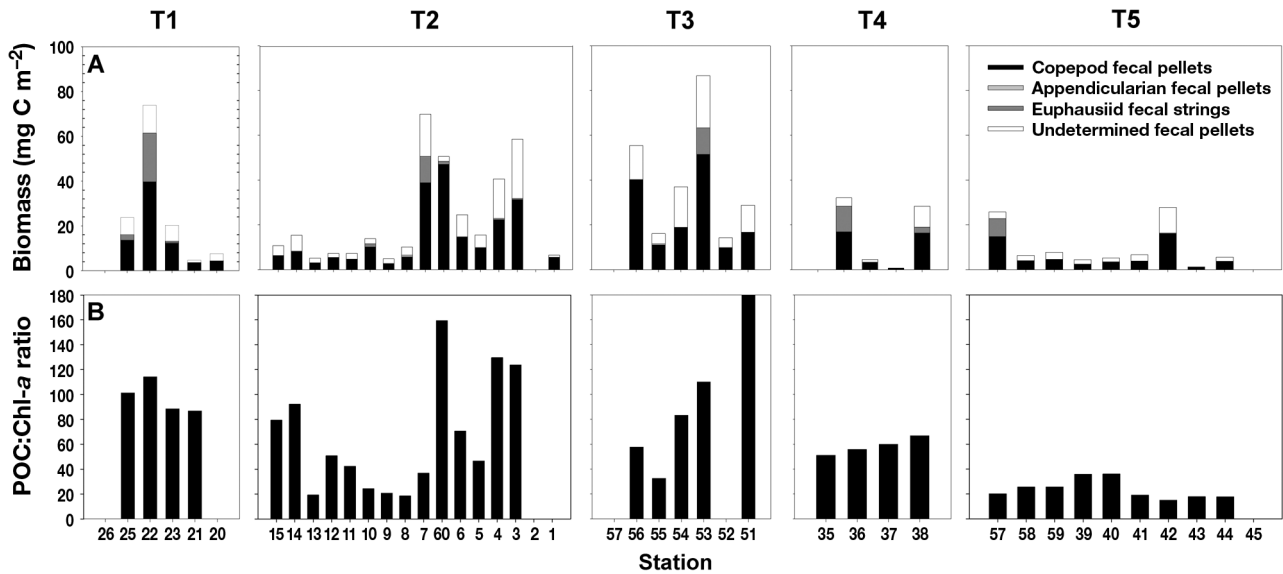 T1 T2 T3 T4 T5
A
Biomass (mg C m⁻²)
100
80
60
40
20
0
Copepod fecal pellets
Appendicularian fecal pellets
Euphausiid fecal strings
Undetermined fecal pellets
B
POC:Chl-a ratio
180
160
140
120
100
80
60
40
20
0
26 25 22 23 21 20
15 14 13 12 11 10 9 8 7 60 6 5 4 3 2 1
57 56 55 54 53 52 51
35 36 37 38
57 58 59 39 40 41 42 43 44 45
Station